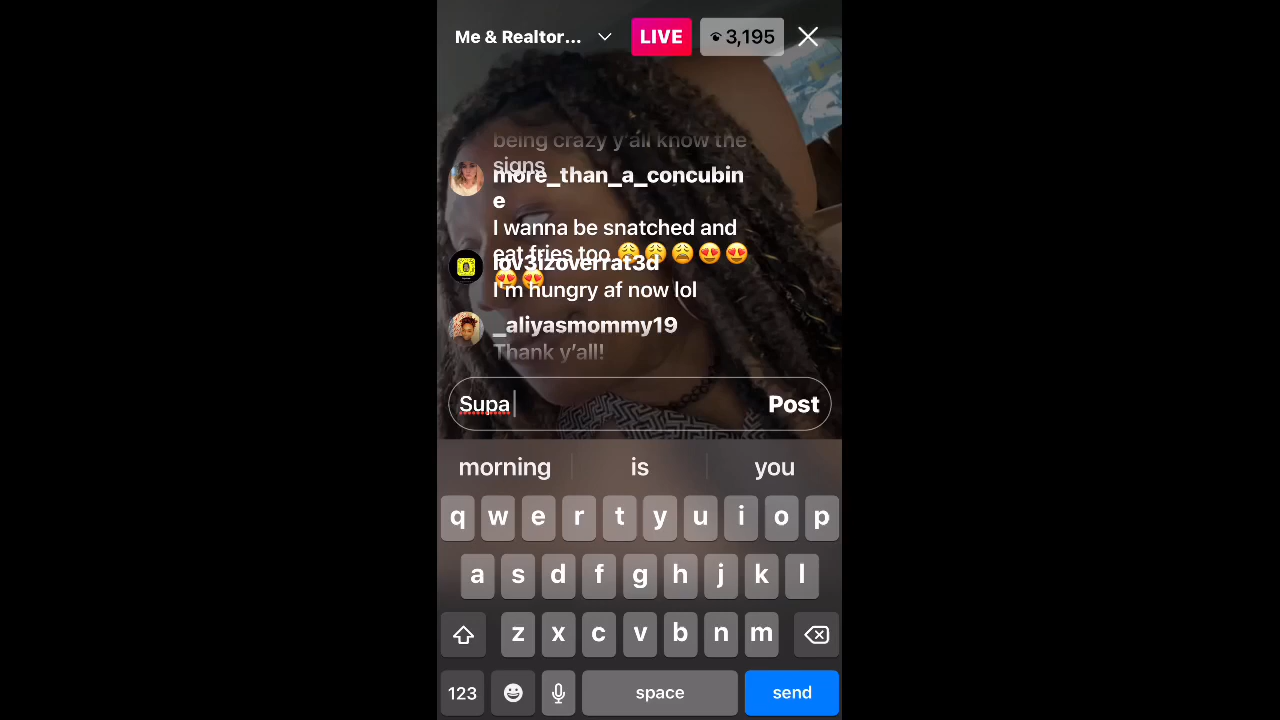 Me & Realtor...
LIVE
3,195
being crazy y'all know the
signs
more_than_a_concubin
e
I wanna be snatched and
eat fries too 😩😩😩😍😍
😍😍
lov3izoverrat3d
I'm hungry af now lol
_aliyasmommy19
Thank y'all!
Supa
Post
morning is you
q w e r t y u i o p
a s d f g h j k l
z x c v b n m
123 space send